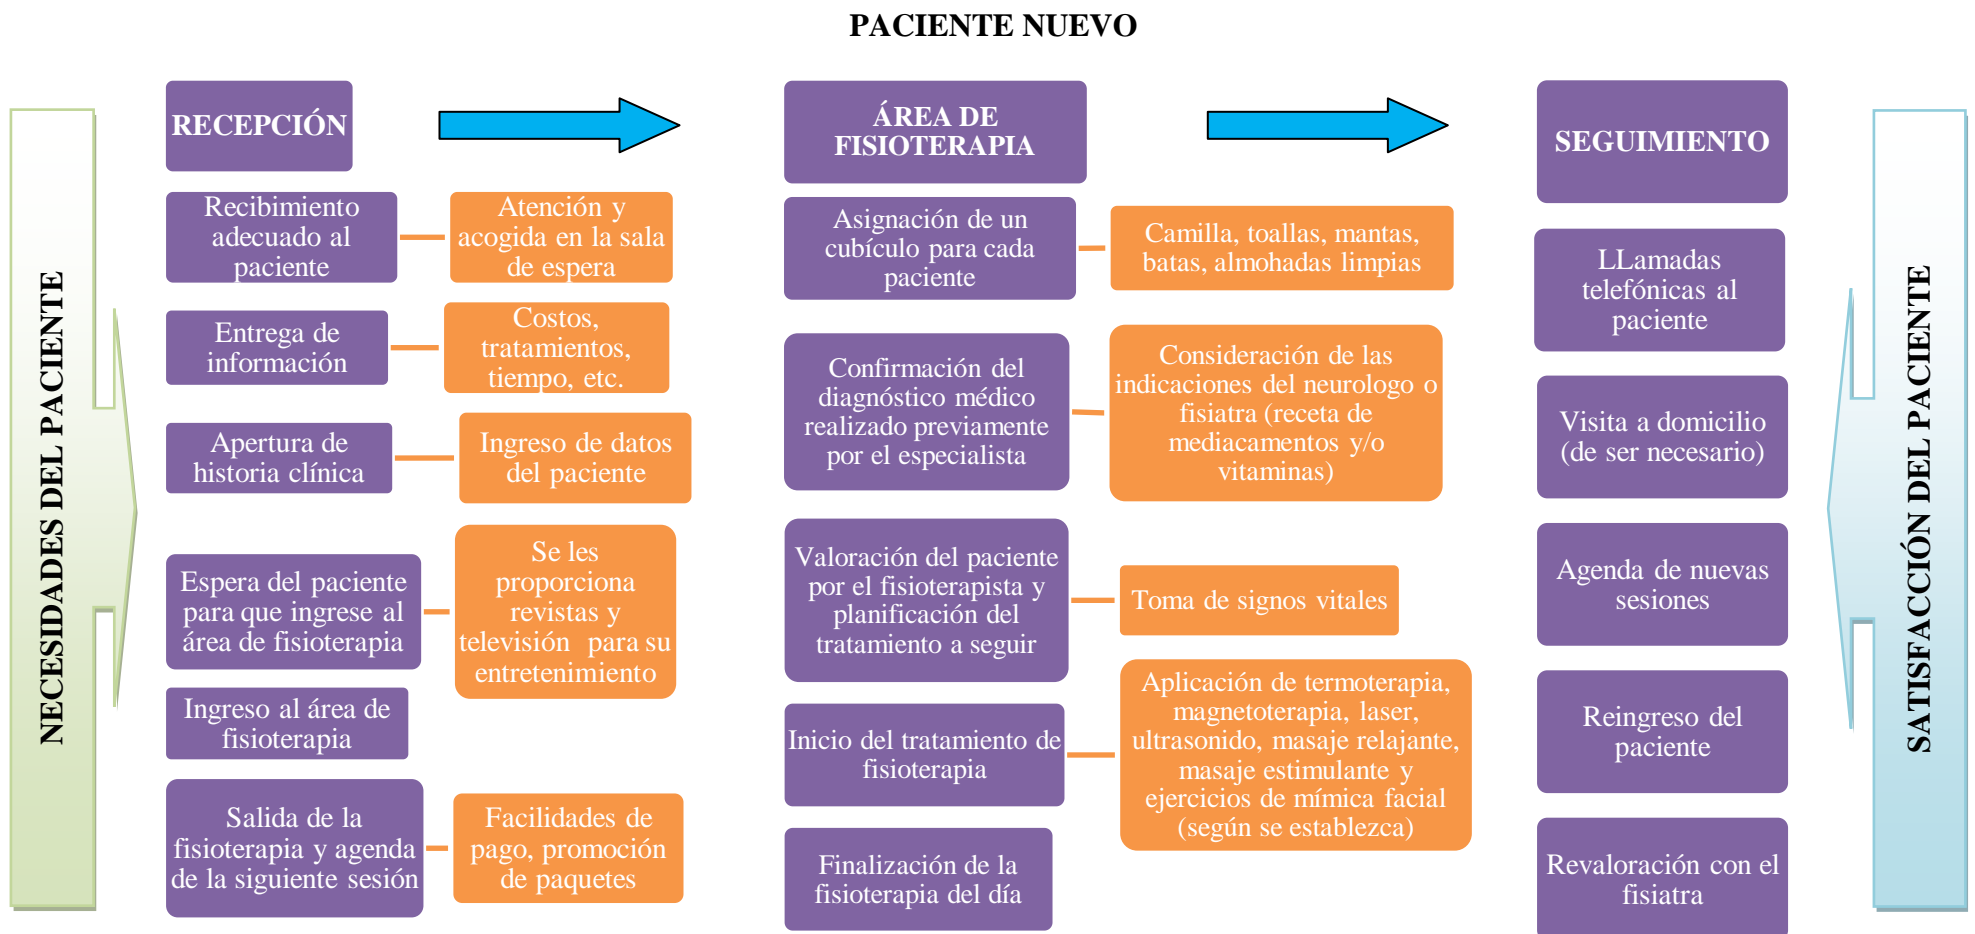 PACIENTE NUEVO
NECESIDADES DEL PACIENTE
RECEPCIÓN
Recibimiento
adecuado al
paciente
Atención y
acogida en la sala
de espera
Entrega de
información
Costos,
tratamientos,
tiempo, etc.
Apertura de
historia clínica
Ingreso de datos
del paciente
Espera del paciente
para que ingrese al
área de fisioterapia
Se les
proporciona
revistas y
televisión para su
entretenimiento
Ingreso al área de
fisioterapia
Salida de la
fisioterapia y agenda
de la siguiente sesión
Facilidades de
pago, promoción
de paquetes
ÁREA DE
FISIOTERAPIA
Asignación de un
cubículo para cada
paciente
Camilla, toallas, mantas,
batas, almohadas limpias
Confirmación del
diagnóstico médico
realizado previamente
por el especialista
Consideración de las
indicaciones del neurologo o
fisiatra (receta de
mediacamentos y/o
vitaminas)
Valoración del paciente
por el fisioterapista y
planificación del
tratamiento a seguir
Toma de signos vitales
Inicio del tratamiento de
fisioterapia
Aplicación de termoterapia,
magnetoterapia, laser,
ultrasonido, masaje relajante,
masaje estimulante y
ejercicios de mímica facial
(según se establezca)
Finalización de la
fisioterapia del día
SEGUIMIENTO
LLamadas
telefónicas al
paciente
Visita a domicilio
(de ser necesario)
Agenda de nuevas
sesiones
Reingreso del
paciente
Revaloración con el
fisiatra
SATISFACCIÓN DEL PACIENTE